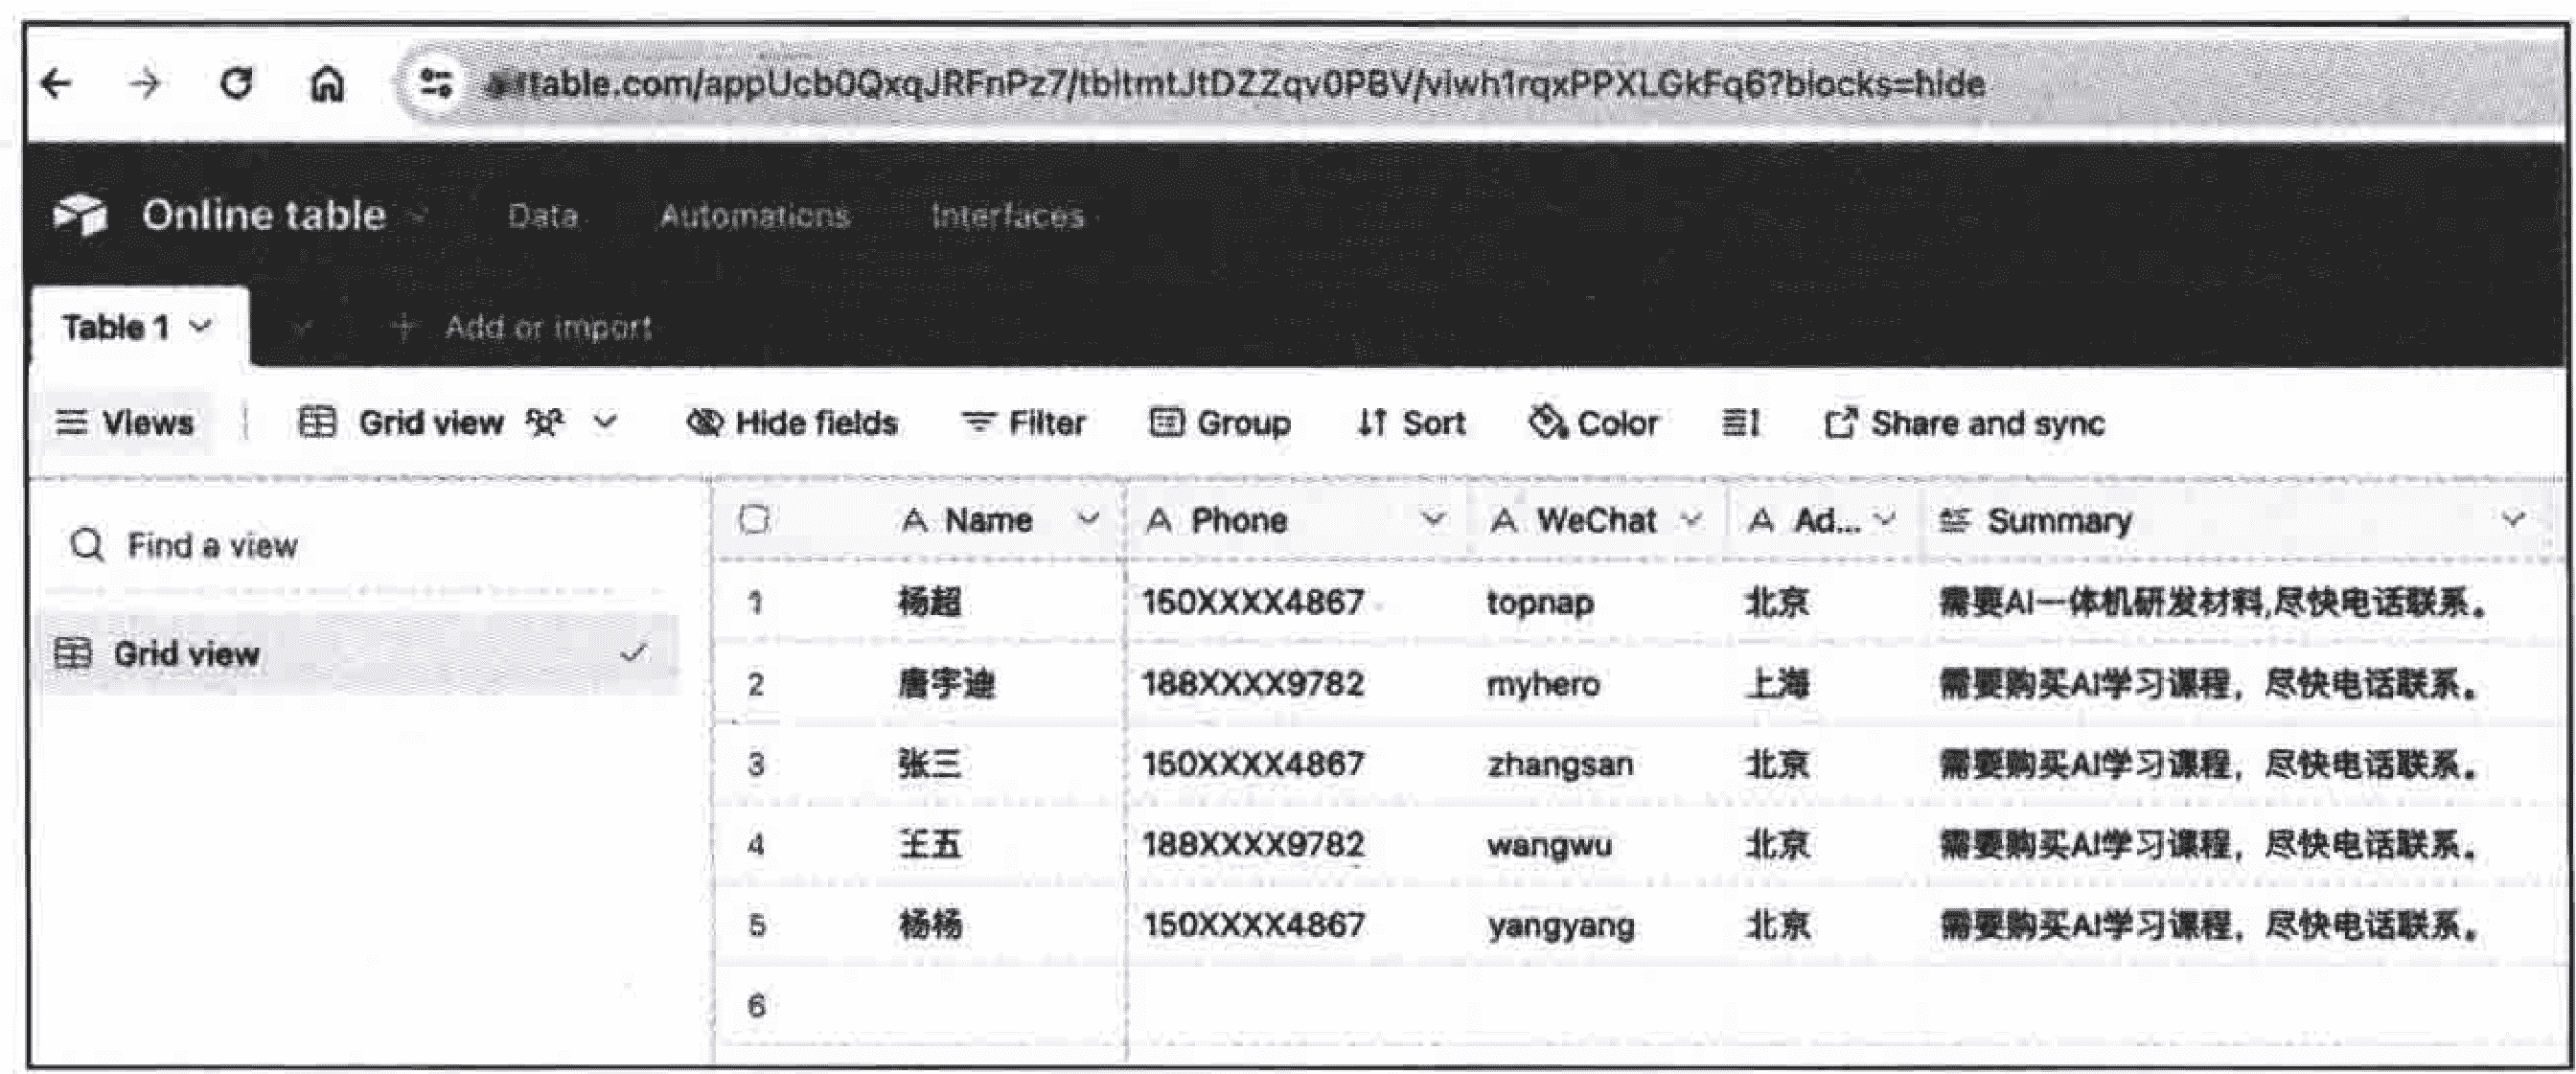 table.com/appUcb0QxqJRFnPz7/tbltmtJtDZZqv0PBV/viwh1rqxPPXLGkFq6?blocks=hide
Online table Data Automations Interfaces
Table 1 + Add or import
Views Grid view Hide fields Filter Group Sort Color Share and sync
Find a view
Grid view
Name Phone WeChat Ad... Summary
1 杨超 150XXXX4867 topnap 北京 需要AI一体机研发材料,尽快电话联系。
2 唐宇迪 188XXXX9782 myhero 上海 需要购买AI学习课程，尽快电话联系。
3 张三 150XXXX4867 zhangsan 北京 需要购买AI学习课程，尽快电话联系。
4 王五 188XXXX9782 wangwu 北京 需要购买AI学习课程，尽快电话联系。
5 杨杨 150XXXX4867 yangyang 北京 需要购买AI学习课程，尽快电话联系。
6